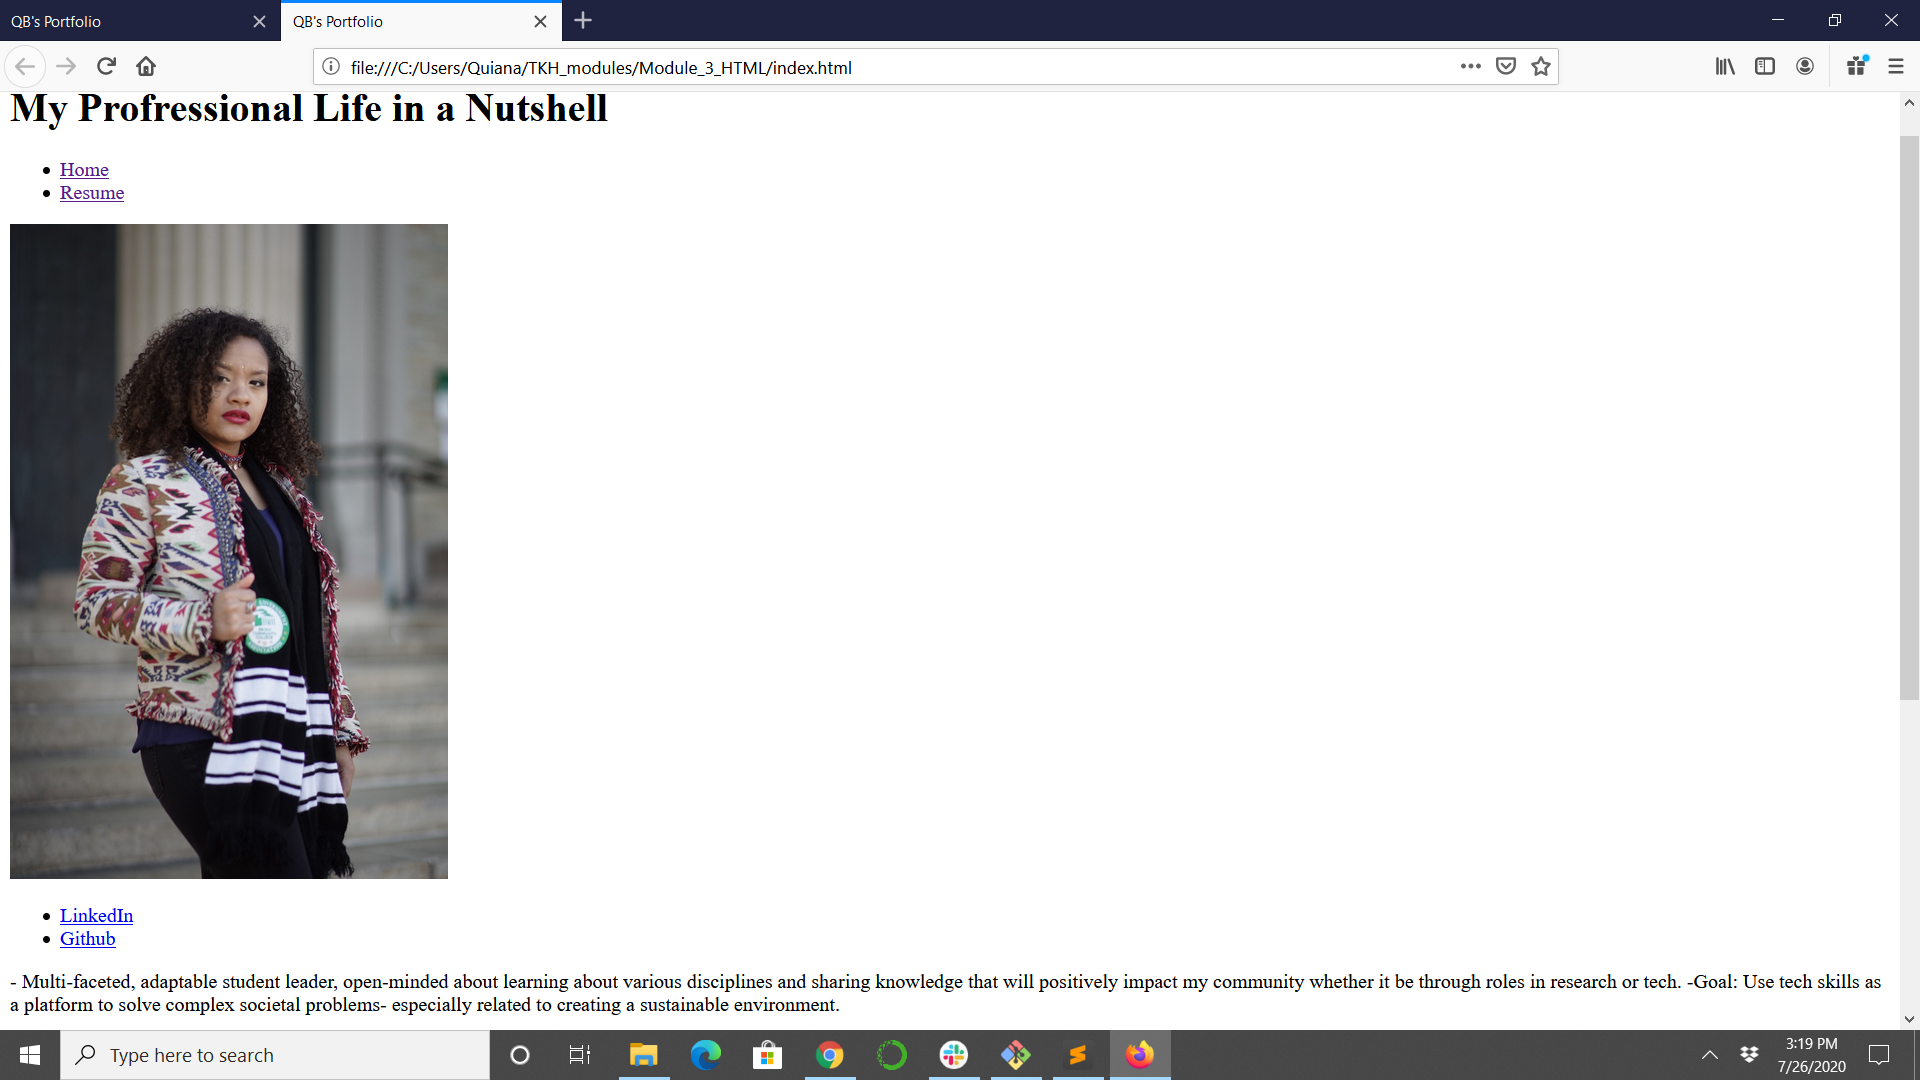 QB's Portfolio
QB's Portfolio
file:///C:/Users/Quiana/TKH_modules/Module_3_HTML/index.html
My Profressional Life in a Nutshell
Home
Resume
LinkedIn
Github
- Multi-faceted, adaptable student leader, open-minded about learning about various disciplines and sharing knowledge that will positively impact my community whether it be through roles in research or tech. -Goal: Use tech skills as
a platform to solve complex societal problems- especially related to creating a sustainable environment.
Type here to search
3:19 PM
7/26/2020